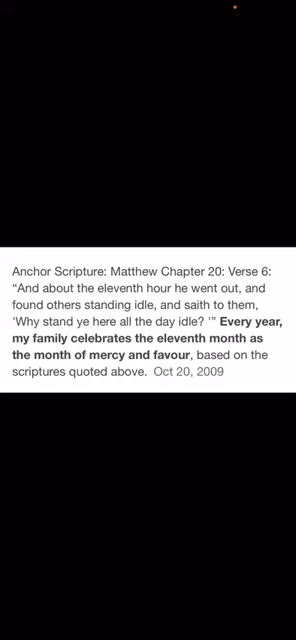 Anchor Scripture: Matthew Chapter 20: Verse 6:
“And about the eleventh hour he went out, and
found others standing idle, and saith to them,
'Why stand ye here all the day idle? '” Every year,
my family celebrates the eleventh month as
the month of mercy and favour, based on the
scriptures quoted above. Oct 20, 2009